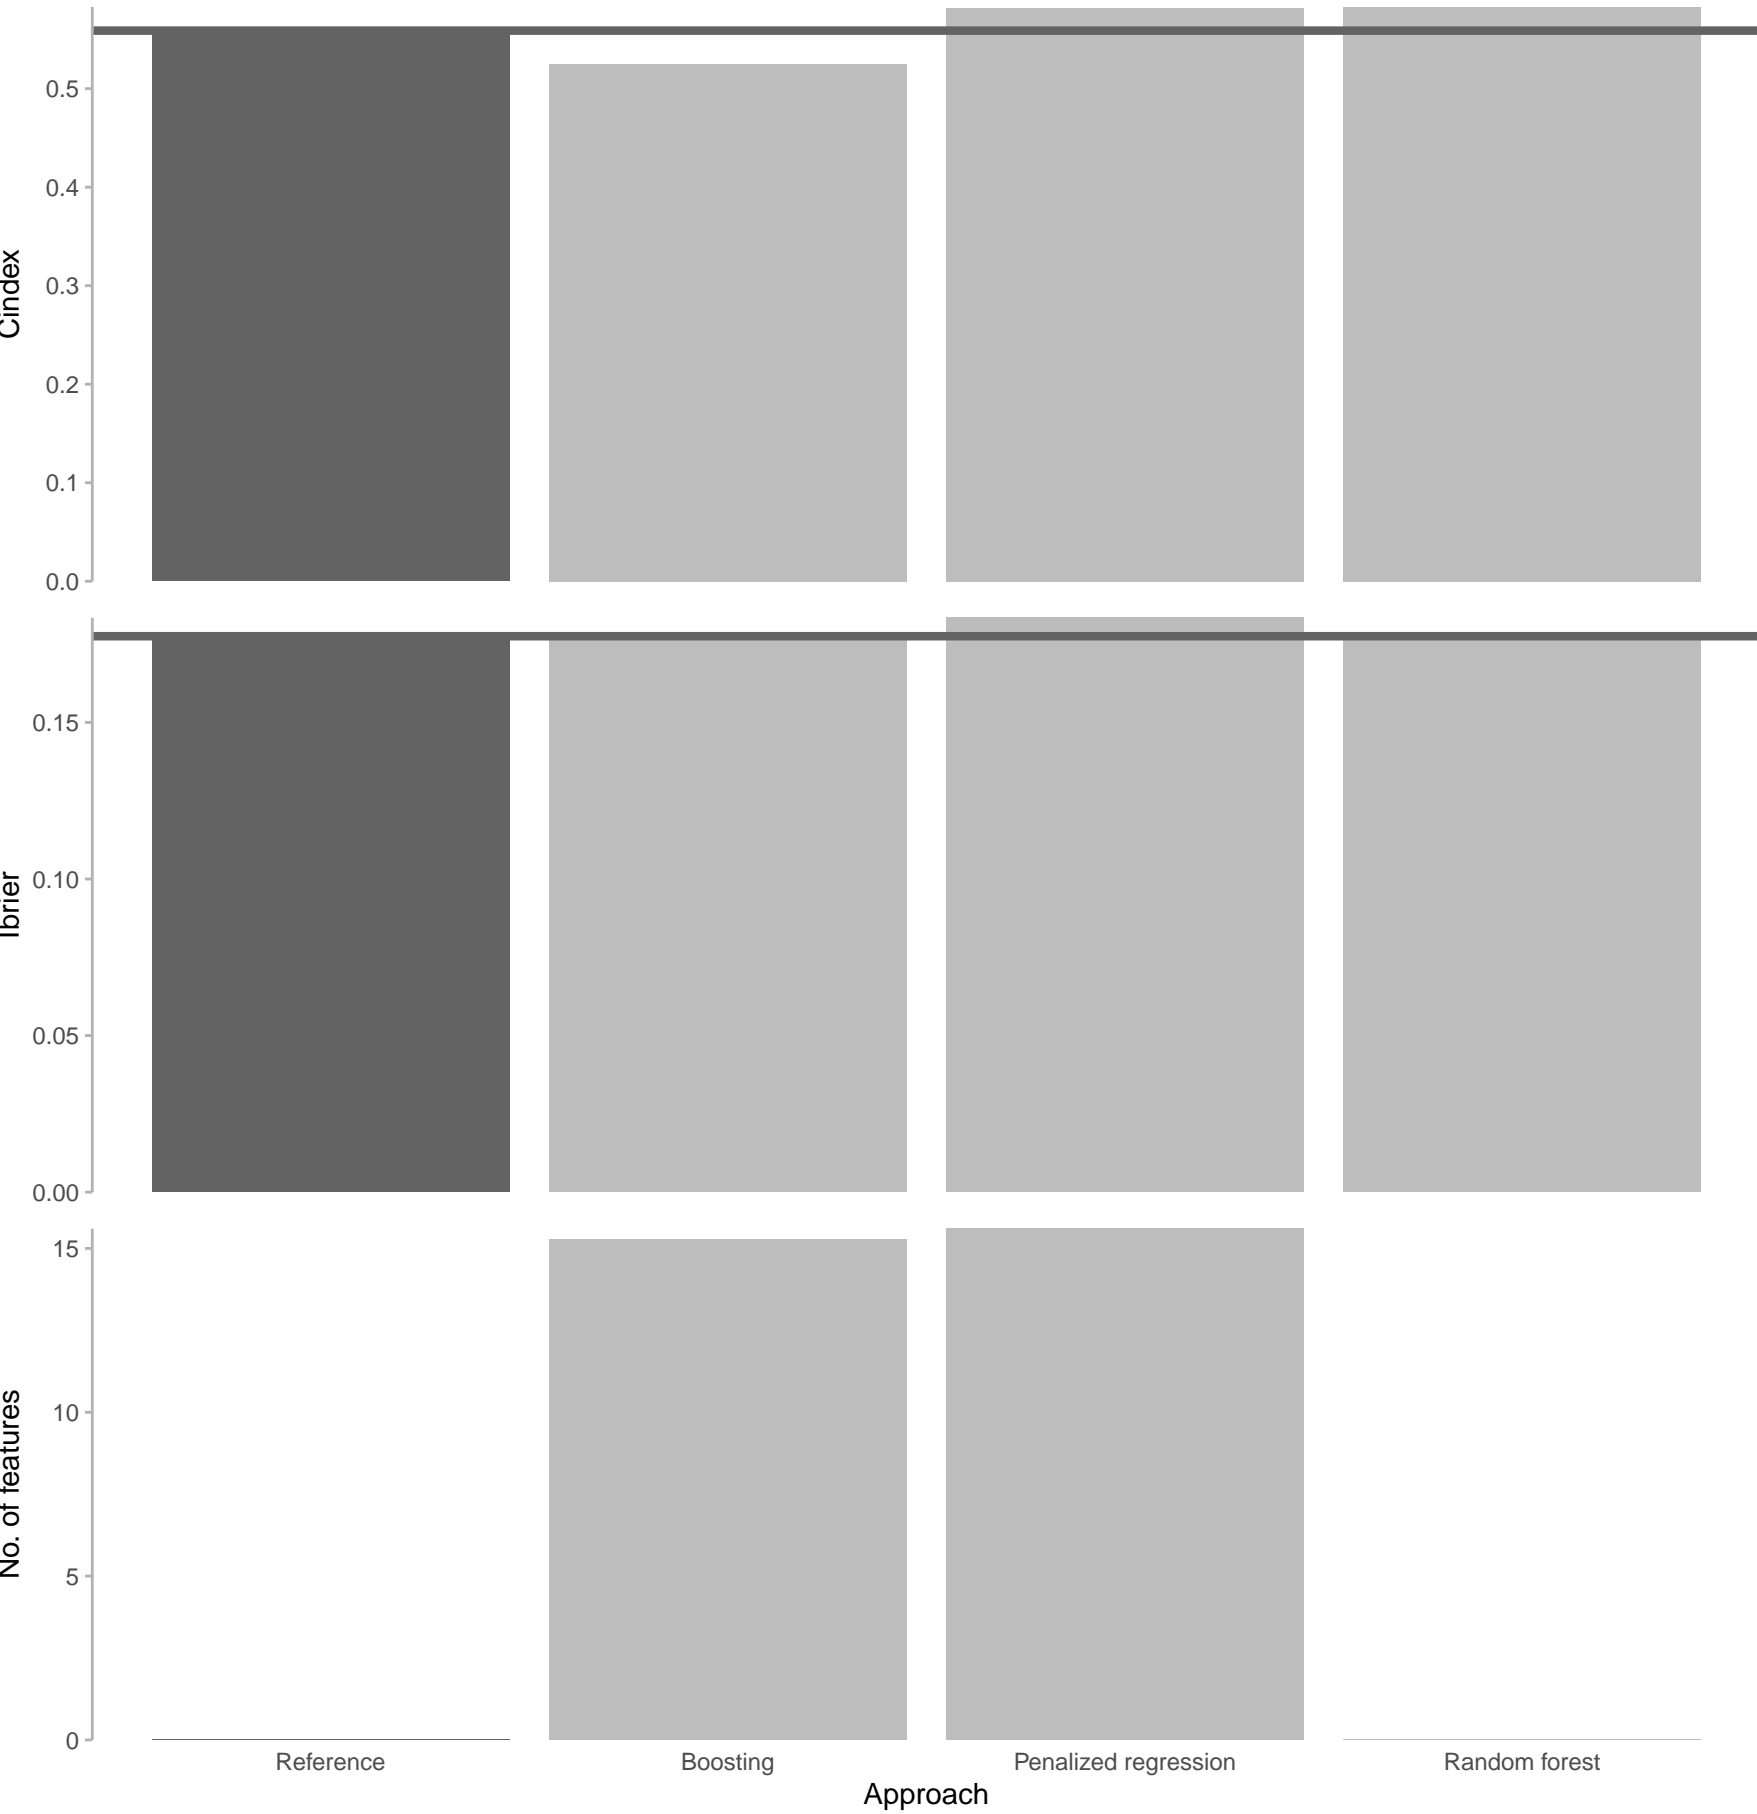 Cindex
0.5
0.4
0.3
0.2
0.1
0.0
Ibrier
0.15
0.10
0.05
0.00
No. of features
15
10
5
0
Reference
Boosting
Penalized regression
Random forest
Approach